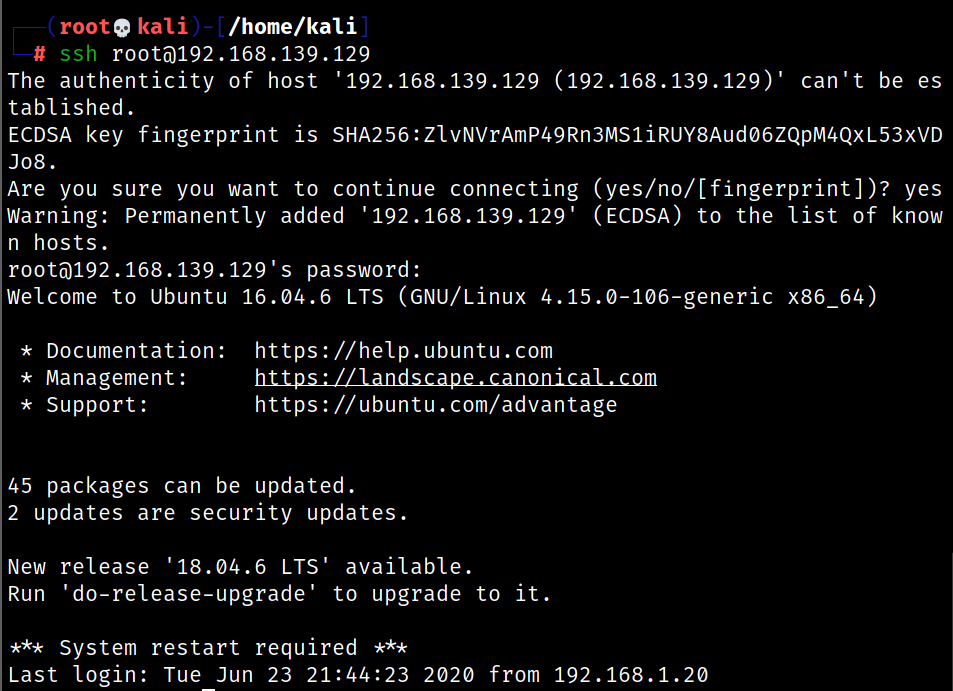 ┌──(root💀kali)-[/home/kali]
└─# ssh root@192.168.139.129
The authenticity of host '192.168.139.129 (192.168.139.129)' can't be es
tablished.
ECDSA key fingerprint is SHA256:ZlvNVrAmP49Rn3MS1iRUY8Aud06ZQpM4QxL53xVD
Jo8.
Are you sure you want to continue connecting (yes/no/[fingerprint])? yes
Warning: Permanently added '192.168.139.129' (ECDSA) to the list of know
n hosts.
root@192.168.139.129's password:
Welcome to Ubuntu 16.04.6 LTS (GNU/Linux 4.15.0-106-generic x86_64)

 * Documentation:  https://help.ubuntu.com
 * Management:     https://landscape.canonical.com
 * Support:        https://ubuntu.com/advantage


45 packages can be updated.
2 updates are security updates.

New release '18.04.6 LTS' available.
Run 'do-release-upgrade' to upgrade to it.

*** System restart required ***
Last login: Tue Jun 23 21:44:23 2020 from 192.168.1.20